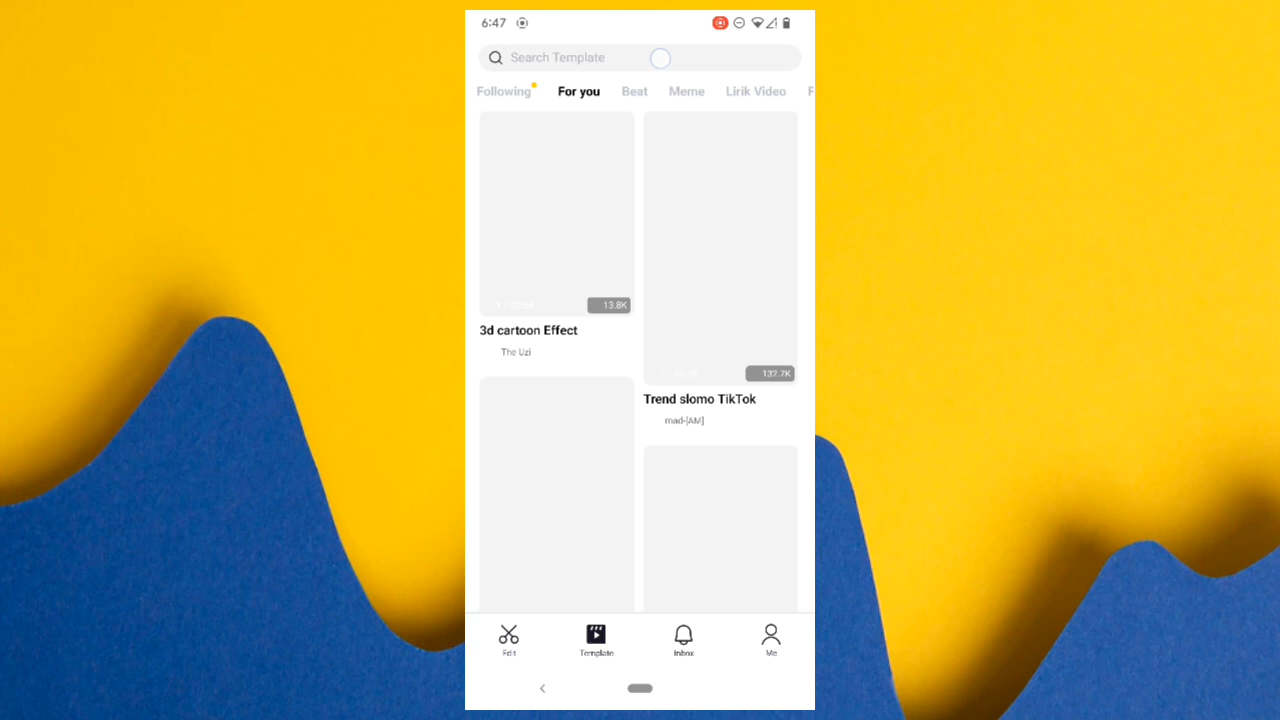 6:47
Search Template
Following For you Beat Meme Lirik Video F
13.8K
3d cartoon Effect
The Uzi
132.7K
Trend slomo TikTok
mad-[AM]
Edit Template Inbox Me